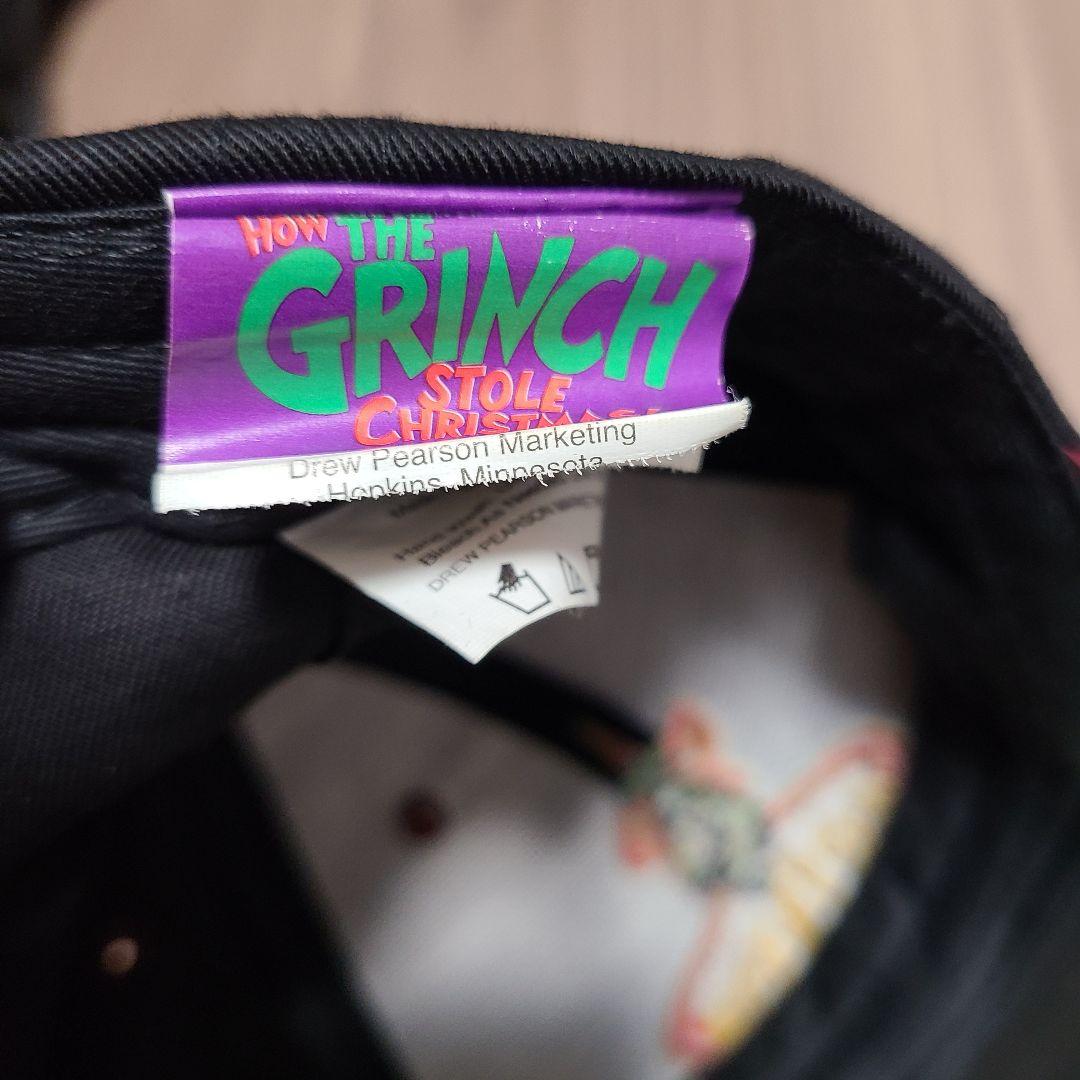 HOW THE
GRINCH
STOLE
CHRISTMAS!
Drew Pearson Marketing
Hopkins, Minnesota
DREW PEARSON